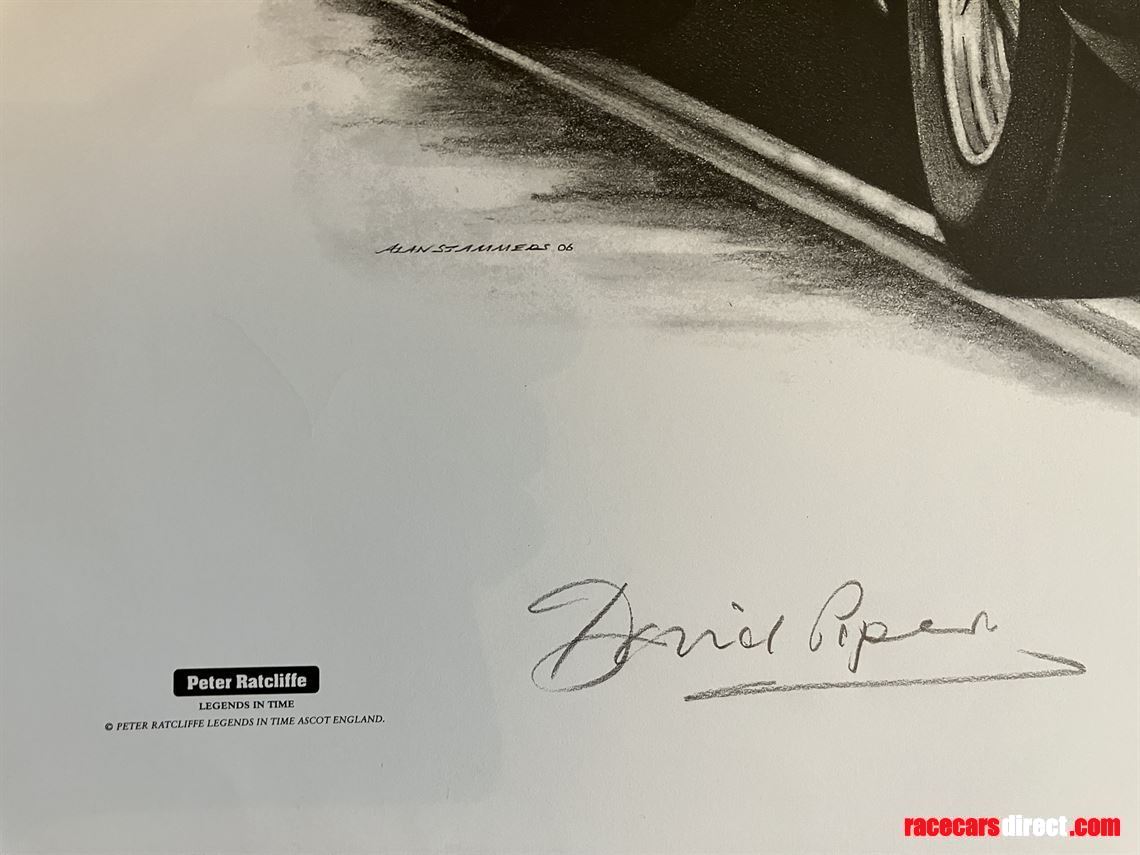 ALAN STAMMERS 06
David Piper
Peter Ratcliffe
LEGENDS IN TIME
© PETER RATCLIFFE LEGENDS IN TIME ASCOT ENGLAND.
racecarsdirect.com